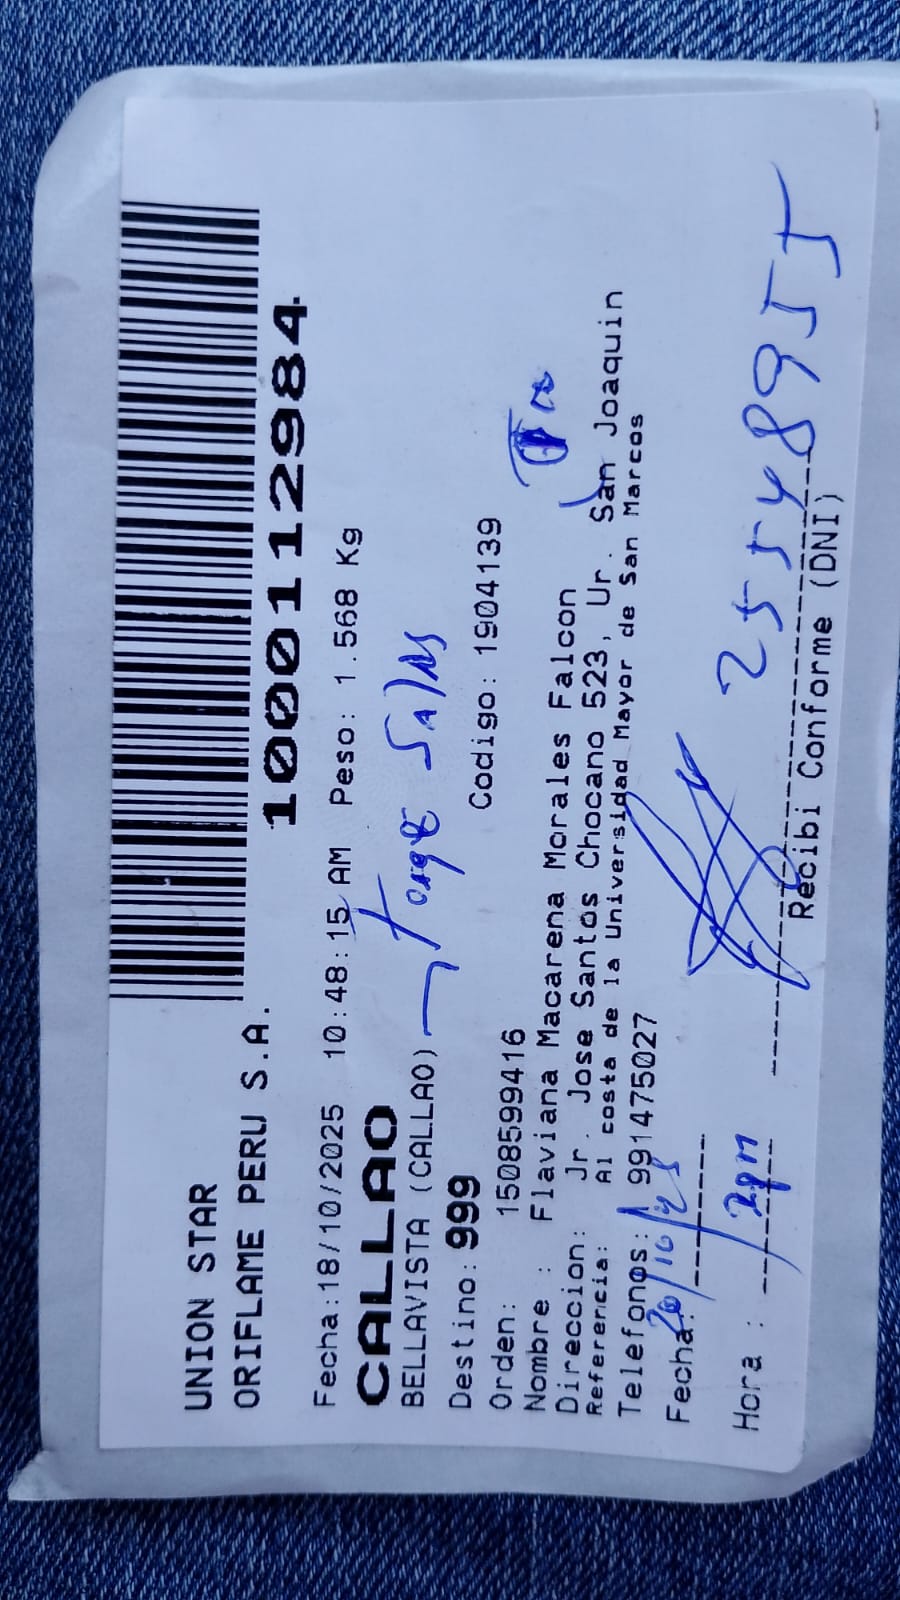 UNION STAR
ORIFLAME PERU S.A.
1000112984
Fecha:18/10/2025 10:48:15 AM Peso: 1.568 Kg
CALLAO
BELLAVISTA (CALLAO)
Destino: 999
Codigo: 1904139
Orden: 1508599416
Nombre : Flaviana Macarena Morales Falcon
Direccion: Jr. Jose Santos Chocano 523, Ur. San Joaquin
Referencia: Al costa de la Universidad Mayor de San Marcos
Telefonos: 991475027
Fecha: 20/10/25
25548955
Hora :
Recibi Conforme (DNI)